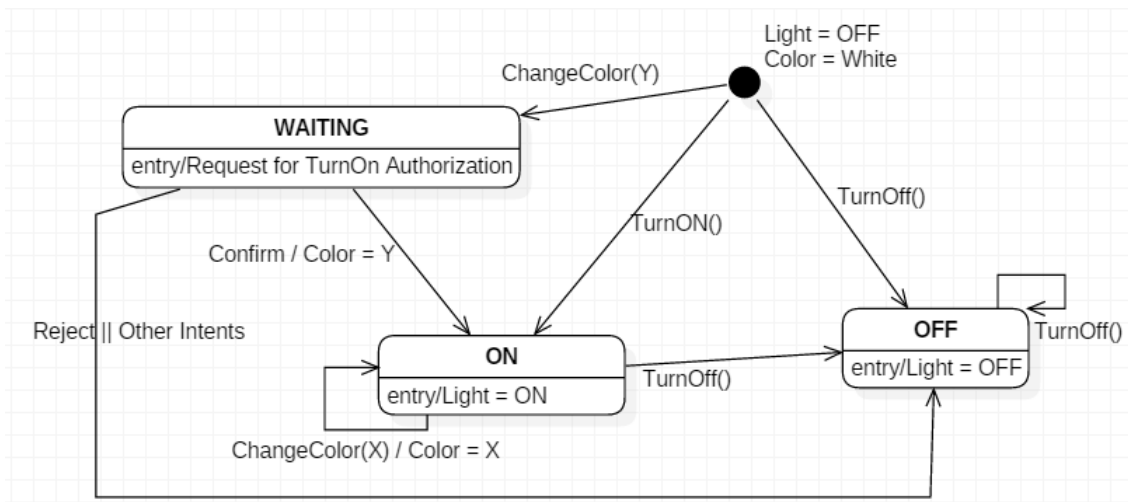 Light = OFF
Color = White
ChangeColor(Y)
WAITING
entry/Request for TurnOn Authorization
TurnOff()
TurnON()
Confirm / Color = Y
Reject || Other Intents
OFF
TurnOff()
entry/Light = OFF
ON
TurnOff()
entry/Light = ON
ChangeColor(X) / Color = X